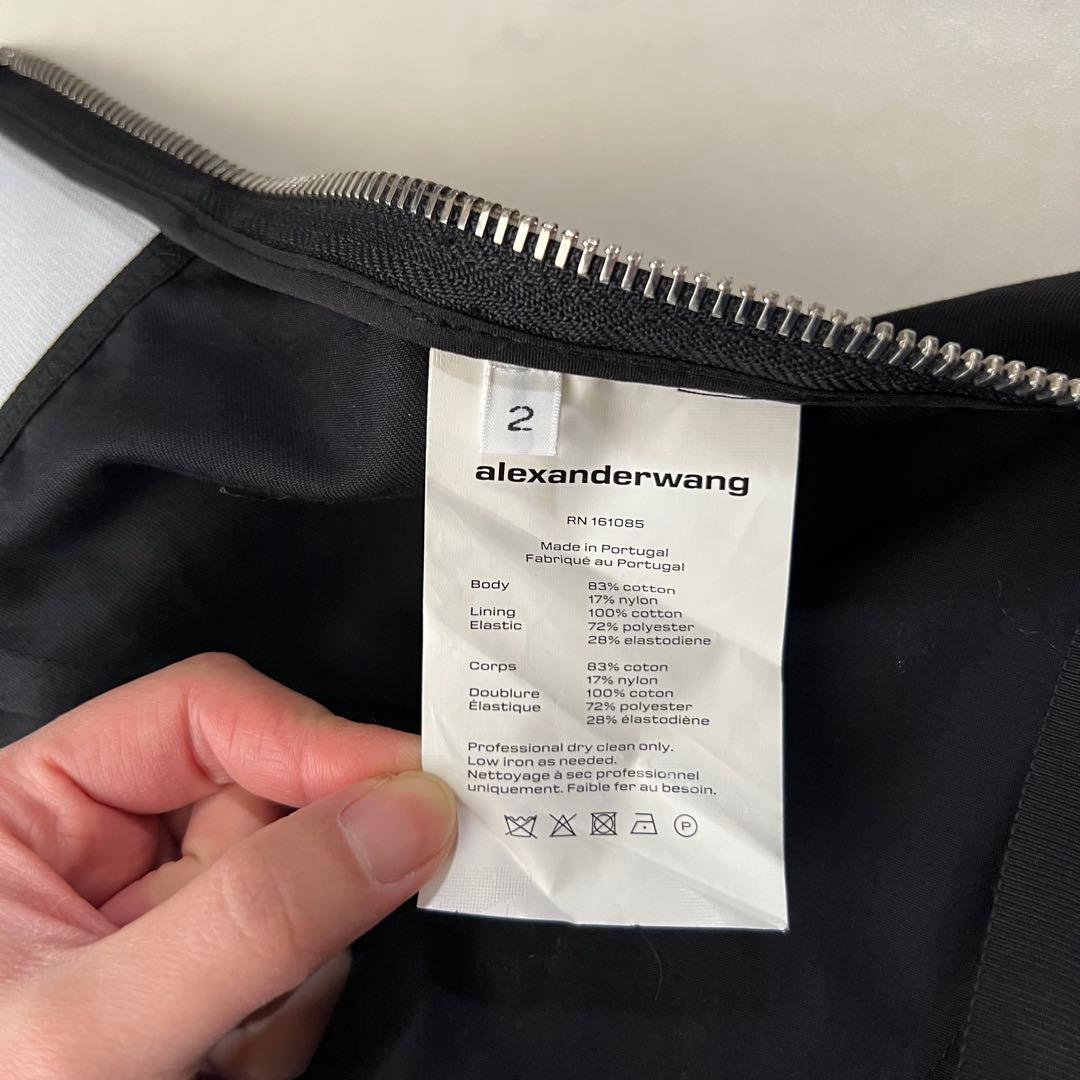 2
alexanderwang
RN 161085
Made in Portugal
Fabriqué au Portugal
Body 83% cotton
17% nylon
Lining 100% cotton
Elastic 72% polyester
28% elastodiene
Corps 83% coton
17% nylon
Doublure 100% coton
Élastique 72% polyester
28% élastodiène
Professional dry clean only.
Low iron as needed.
Nettoyage à sec professionnel
uniquement. Faible fer au besoin.
P